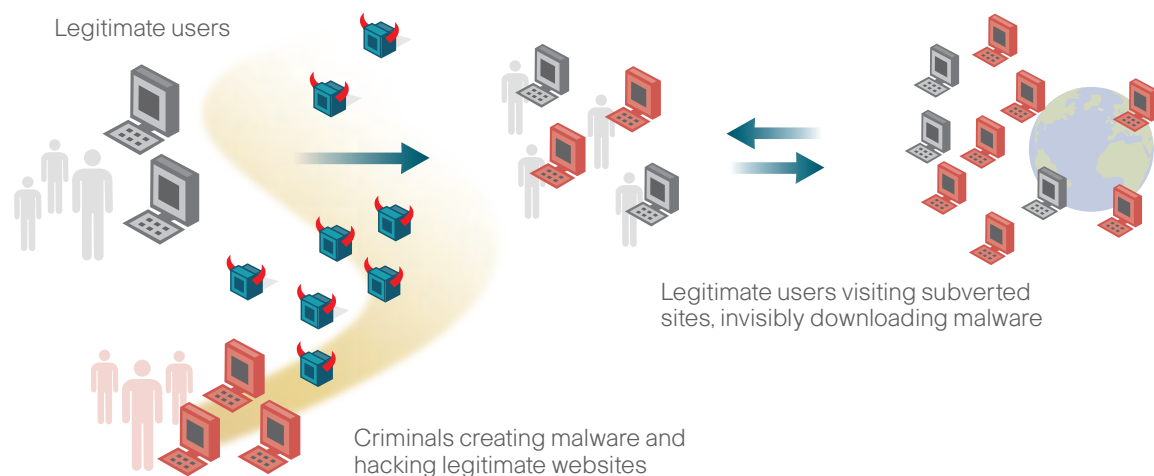 Legitimate users
Legitimate users visiting subverted
sites, invisibly downloading malware
Criminals creating malware and
hacking legitimate websites